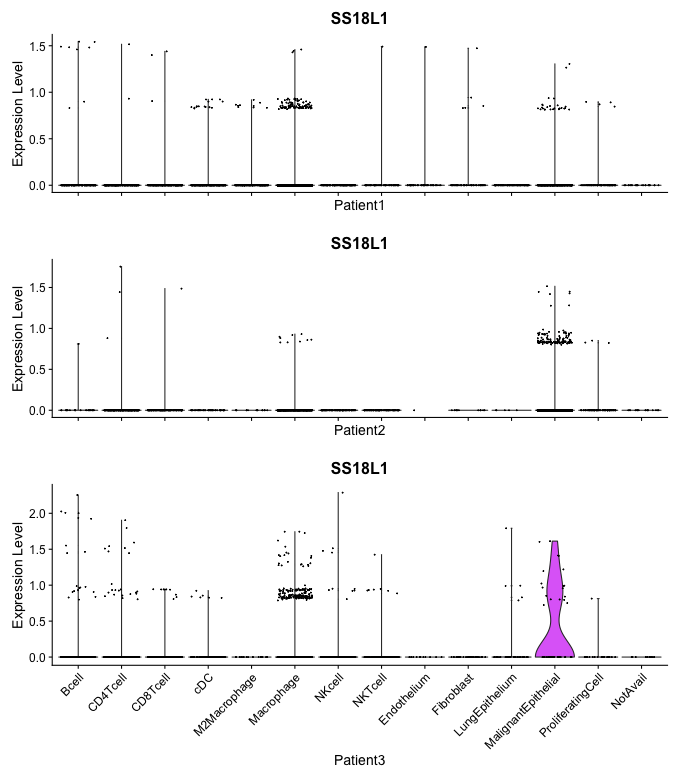 SS18L1
Expression Level
1.5
1.0
0.5
0.0
Patient1
SS18L1
Expression Level
1.5
1.0
0.5
0.0
Patient2
SS18L1
Expression Level
2.0
1.5
1.0
0.5
0.0
Bcell
CD4Tcell
CD8Tcell
cDC
M2Macrophage
Macrophage
NKcell
NKTcell
Endothelium
Fibroblast
LungEpithelium
MalignantEpithelial
ProliferatingCell
NotAvail
Patient3